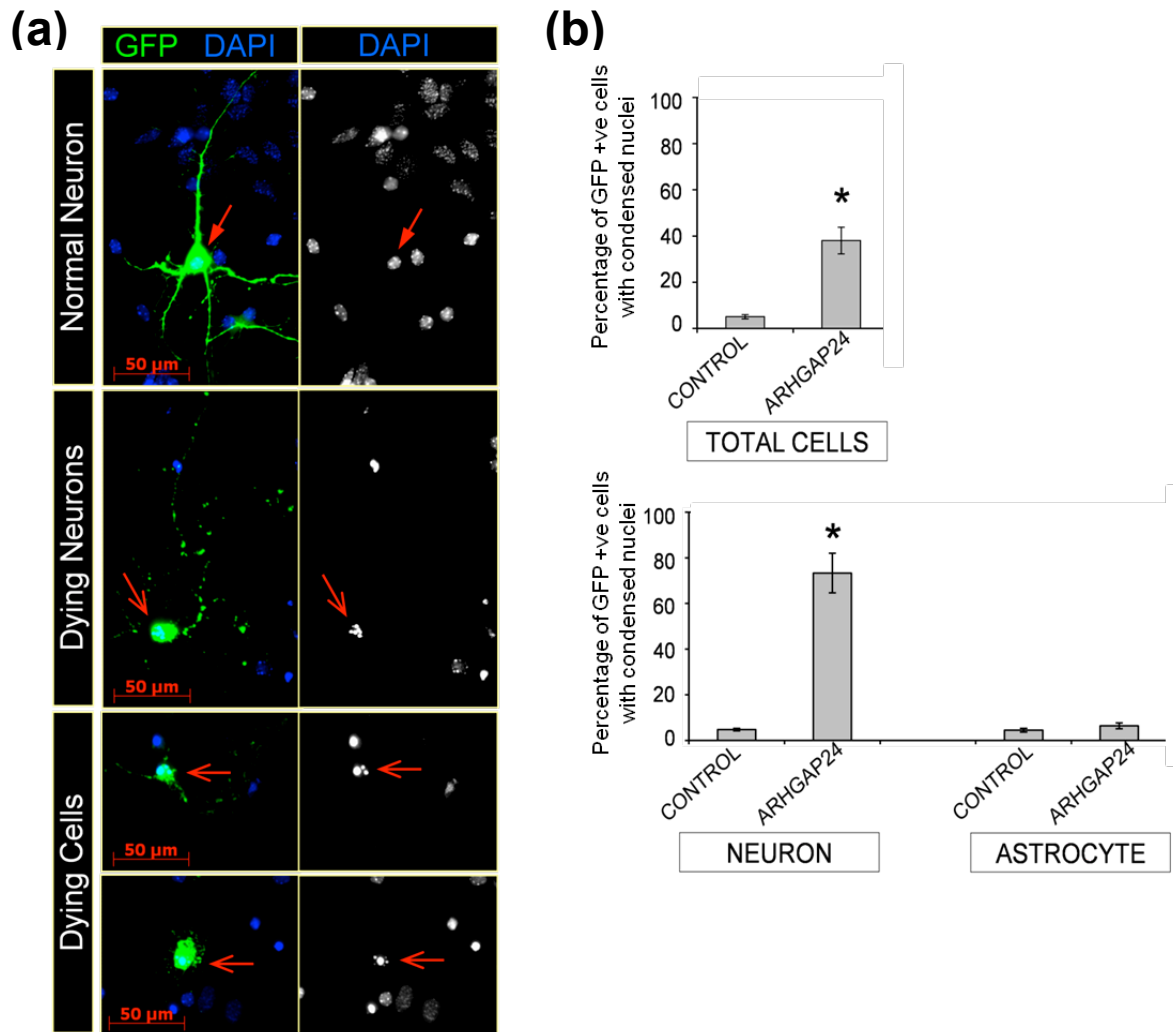 (a)
GFP DAPI
DAPI
Normal Neuron
50 µm
Dying Neurons
50 µm
Dying Cells
50 µm
50 µm
(b)
Percentage of GFP +ve cells
with condensed nuclei
100
80
60
40
20
0
*
CONTROL
ARHGAP24
TOTAL CELLS
Percentage of GFP +ve cells
with condensed nuclei
100
80
60
40
20
0
*
CONTROL
ARHGAP24
CONTROL
ARHGAP24
NEURON
ASTROCYTE